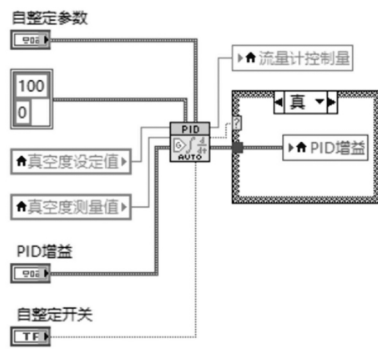 自整定参数
流量计控制量
100
0
真
PID
AUTO
真空度设定值
PID增益
真空度测量值
PID增益
自整定开关
TF